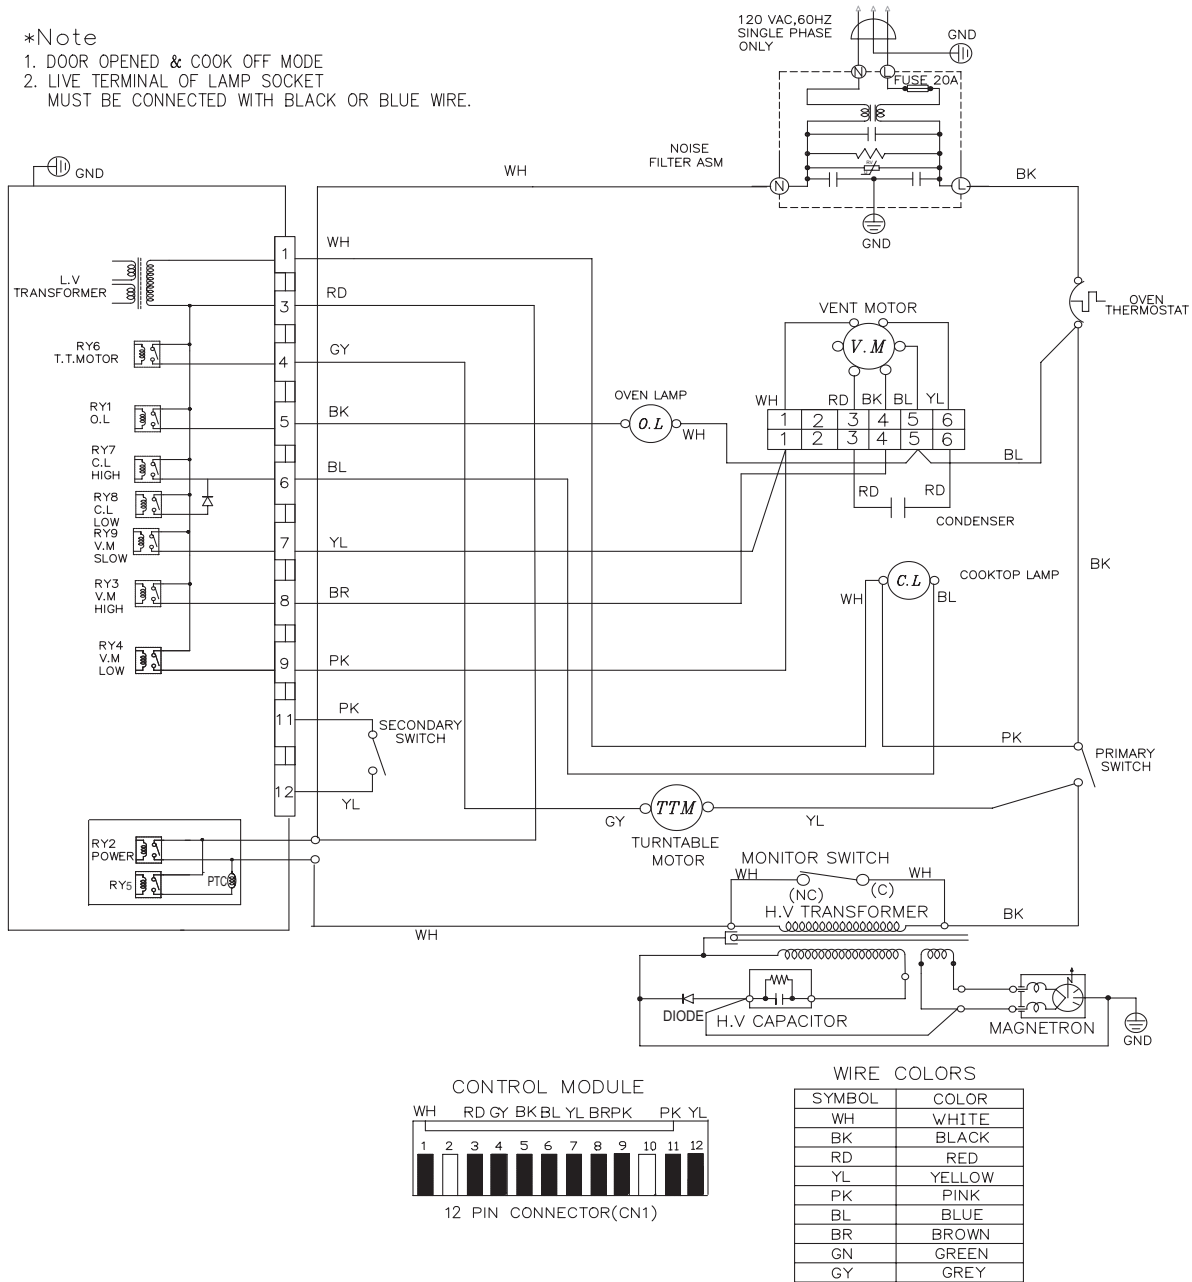 *Note
1. DOOR OPENED & COOK OFF MODE
2. LIVE TERMINAL OF LAMP SOCKET
MUST BE CONNECTED WITH BLACK OR BLUE WIRE.
120 VAC,60HZ
SINGLE PHASE
ONLY
GND
N
L
FUSE 20A
NOISE
FILTER ASM
RV
N
L
GND
WH
BK
GND
L.V
TRANSFORMER
RY6
T.T.MOTOR
RY1
O.L
RY7
C.L
HIGH
RY8
C.L
LOW
RY9
V.M
SLOW
RY3
V.M
HIGH
RY4
V.M
LOW
RY2
POWER
RY5
PTC
1
3
4
5
6
7
8
9
11
12
WH
RD
GY
BK
BL
YL
BR
PK
PK
YL
SECONDARY
SWITCH
OVEN LAMP
O.L
WH
VENT MOTOR
V.M
WH RD BK BL YL
1 2 3 4 5 6
1 2 3 4 5 6
RD RD
CONDENSER
BL
OVEN
THERMOSTAT
BK
COOKTOP LAMP
C.L
WH BL
PK
PRIMARY
SWITCH
GY
TTM
YL
TURNTABLE
MOTOR
MONITOR SWITCH
WH WH
(NC) (C)
H.V TRANSFORMER
BK
WH
DIODE
H.V CAPACITOR
MAGNETRON
GND
CONTROL MODULE
WH RD GY BK BL YL BR PK PK YL
1 2 3 4 5 6 7 8 9 10 11 12
12 PIN CONNECTOR(CN1)
WIRE COLORS
SYMBOL COLOR
WH WHITE
BK BLACK
RD RED
YL YELLOW
PK PINK
BL BLUE
BR BROWN
GN GREEN
GY GREY